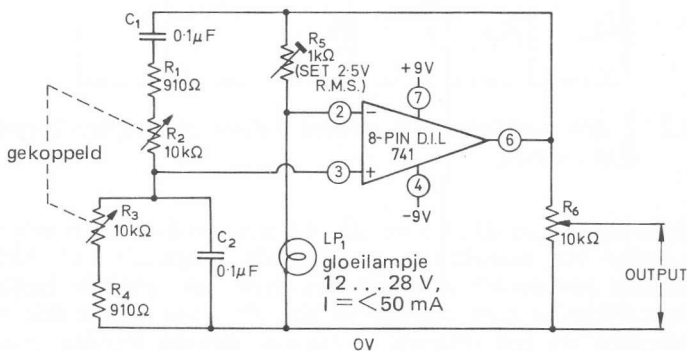 C1
0·1µF
R1
910Ω
R2
10kΩ
gekoppeld
R3
10kΩ
R4
910Ω
C2
0·1µF
R5
1kΩ
(SET 2·5V
R.M.S.)
2
−
3
+
8-PIN D.I.L
741
+9V
7
4
−9V
6
LP1
gloeilampje
12 ... 28 V,
I = <50 mA
R6
10kΩ
OUTPUT
0V